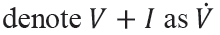 denote V + I as V̇